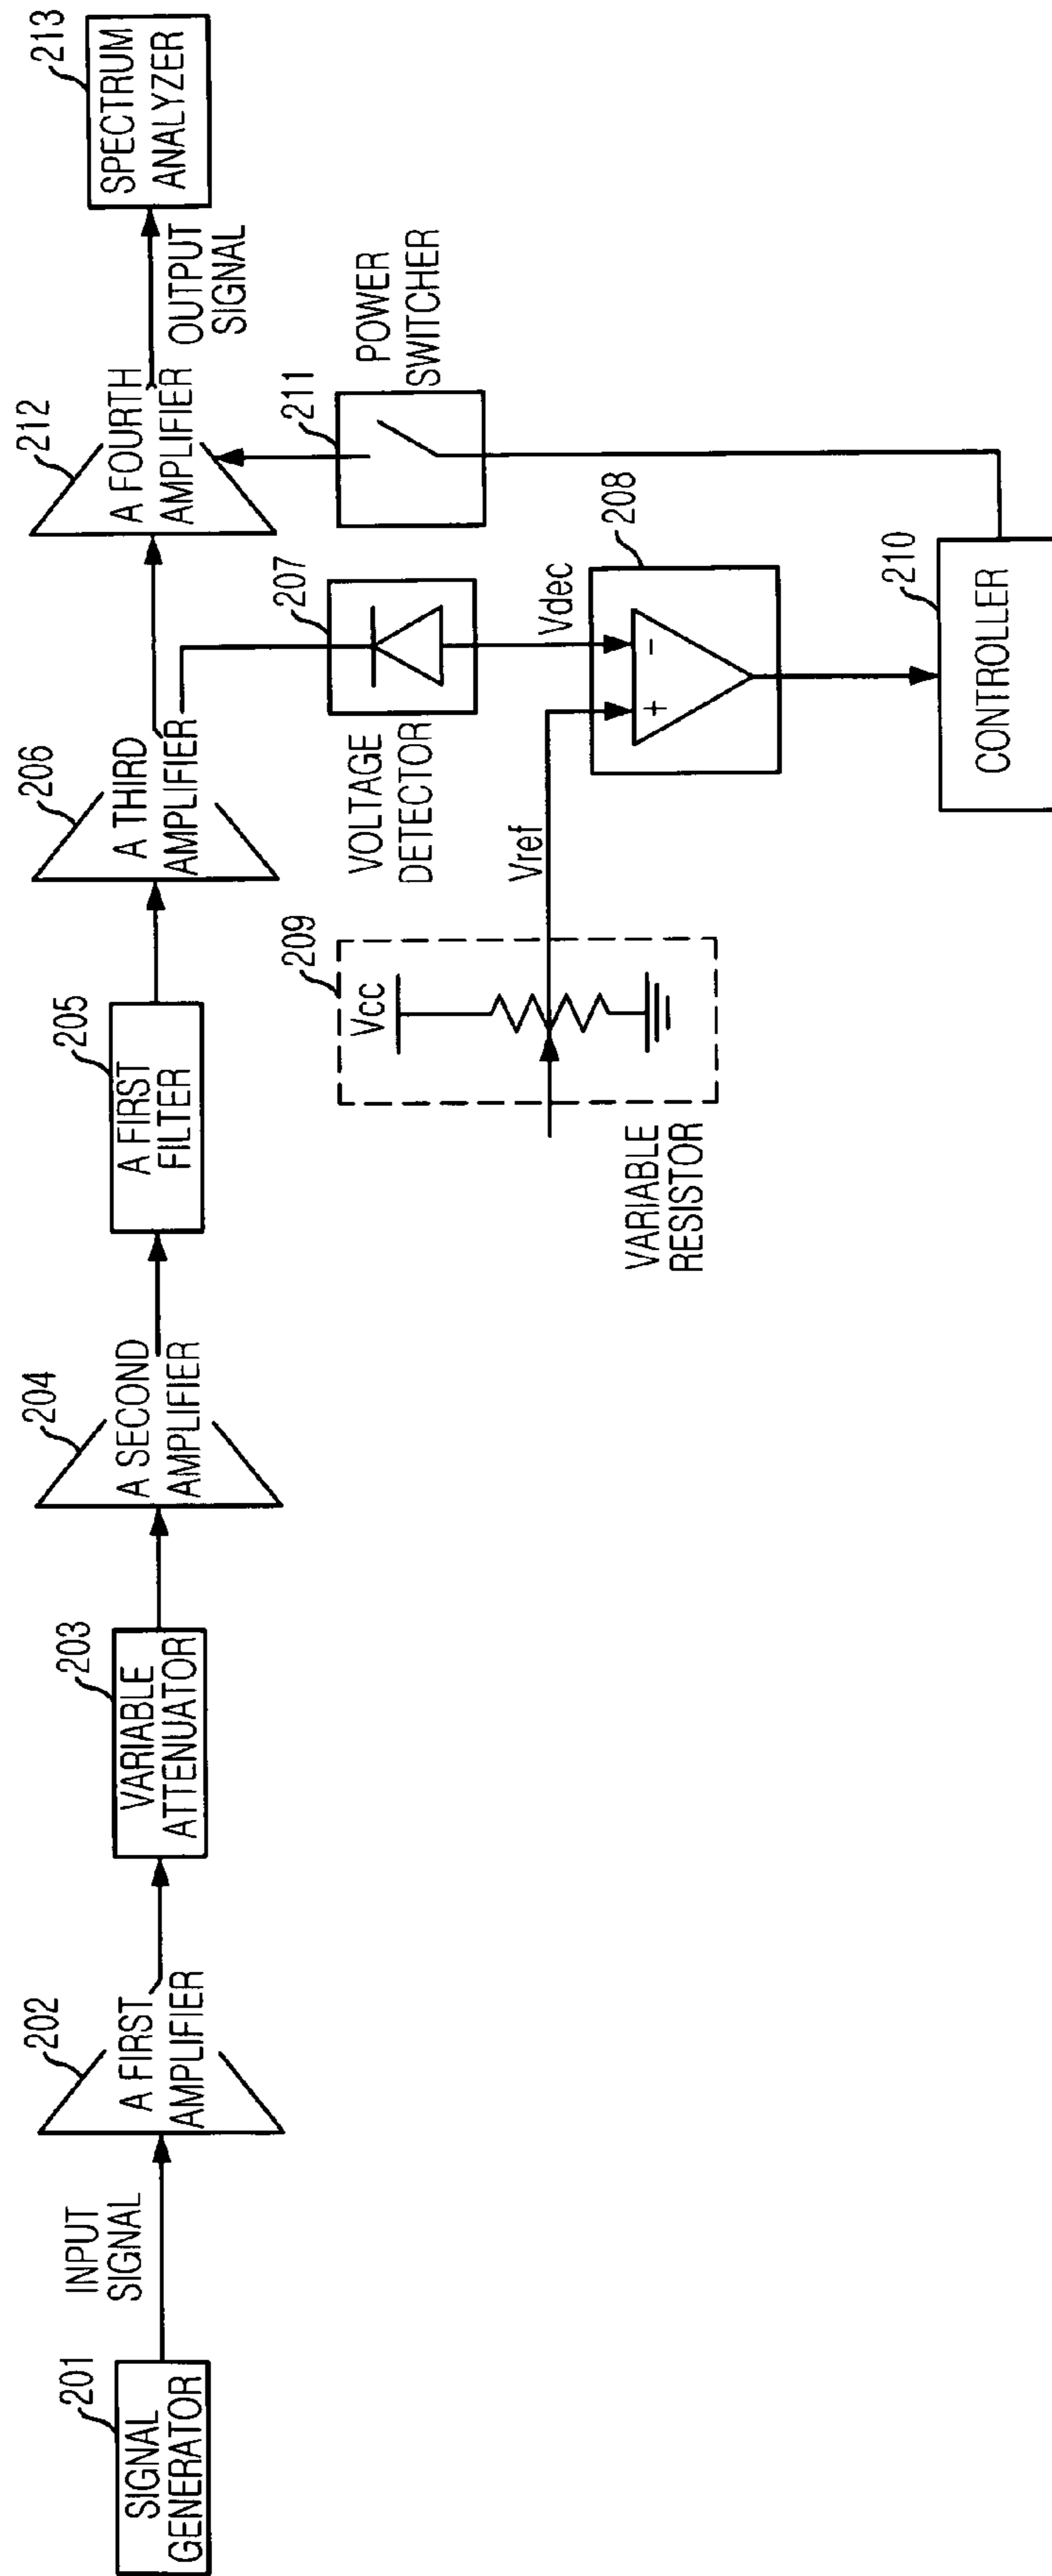 201
SIGNAL
GENERATOR
INPUT
SIGNAL
202
A FIRST
AMPLIFIER
203
VARIABLE
ATTENUATOR
204
A SECOND
AMPLIFIER
205
A FIRST
FILTER
206
A THIRD
AMPLIFIER
212
A FOURTH
AMPLIFIER
OUTPUT
SIGNAL
213
SPECTRUM
ANALYZER
209
Vcc
VARIABLE
RESISTOR
Vref
VOLTAGE
DETECTOR
207
Vdec
208
+
-
211
POWER
SWITCHER
210
CONTROLLER